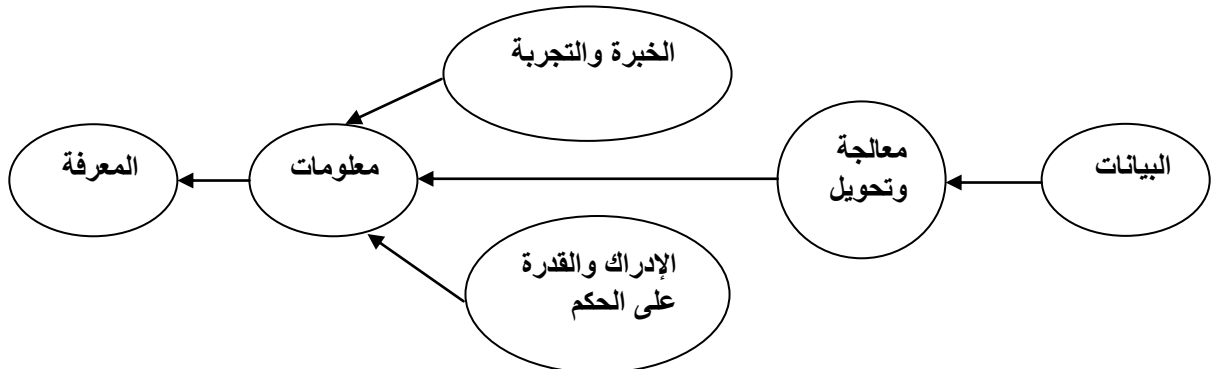 الخبرة والتجربة
البيانات
معالجة
وتحويل
معلومات
المعرفة
الإدراك والقدرة
على الحكم